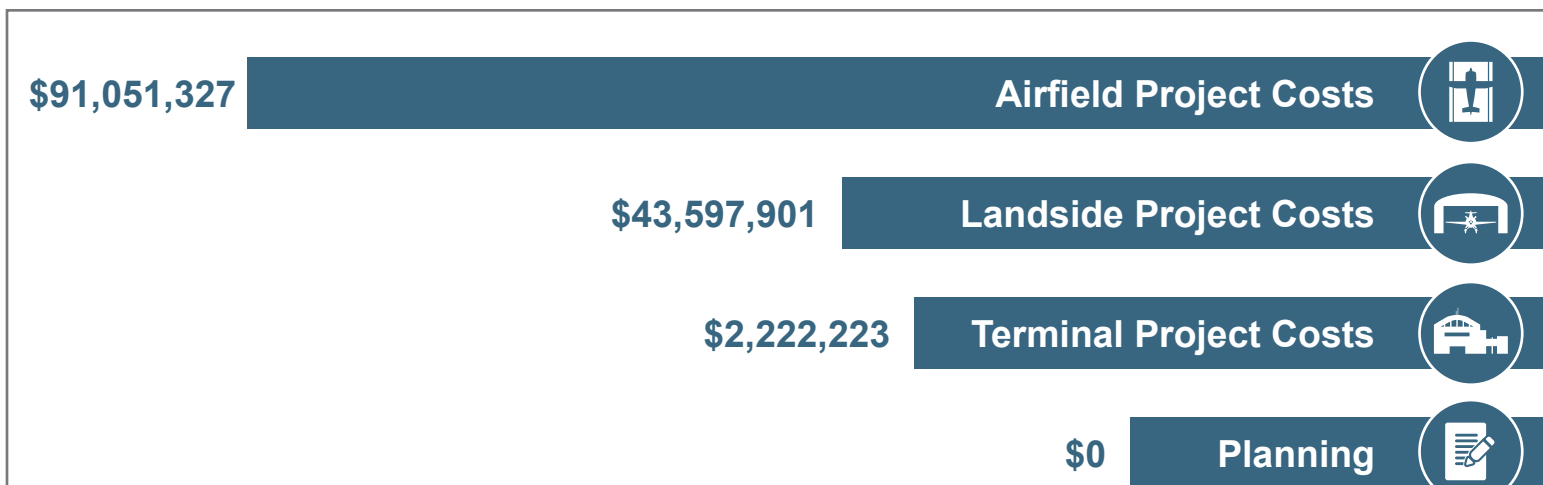 $91,051,327 Airfield Project Costs
$43,597,901 Landside Project Costs
$2,222,223 Terminal Project Costs
$0 Planning